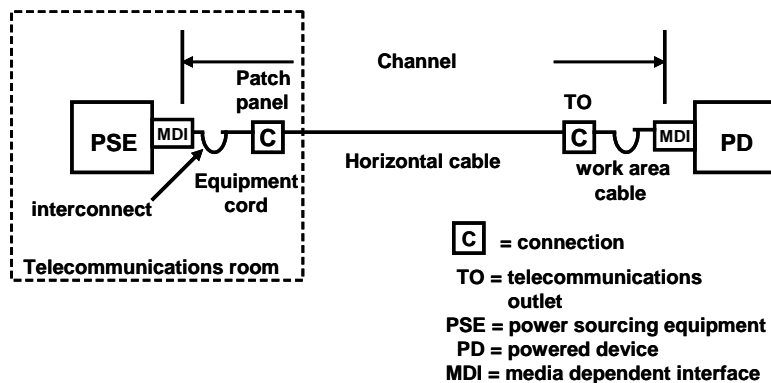 Channel
Patch
panel
TO
PSE
MDI
C
C
MDI
PD
Horizontal cable
Equipment
cord
work area
cable
interconnect
Telecommunications room
C = connection
TO = telecommunications
outlet
PSE = power sourcing equipment
PD = powered device
MDI = media dependent interface